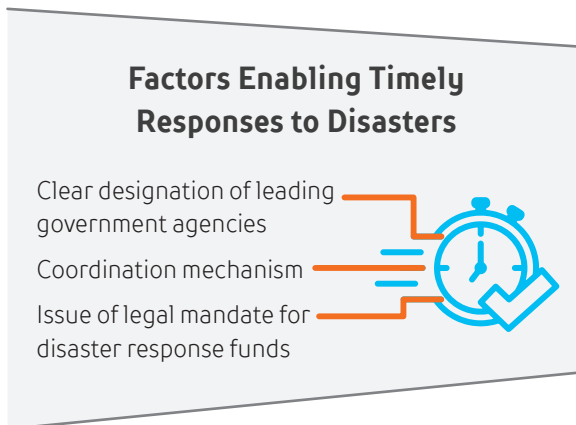 Factors Enabling Timely
Responses to Disasters
Clear designation of leading
government agencies
Coordination mechanism
Issue of legal mandate for
disaster response funds